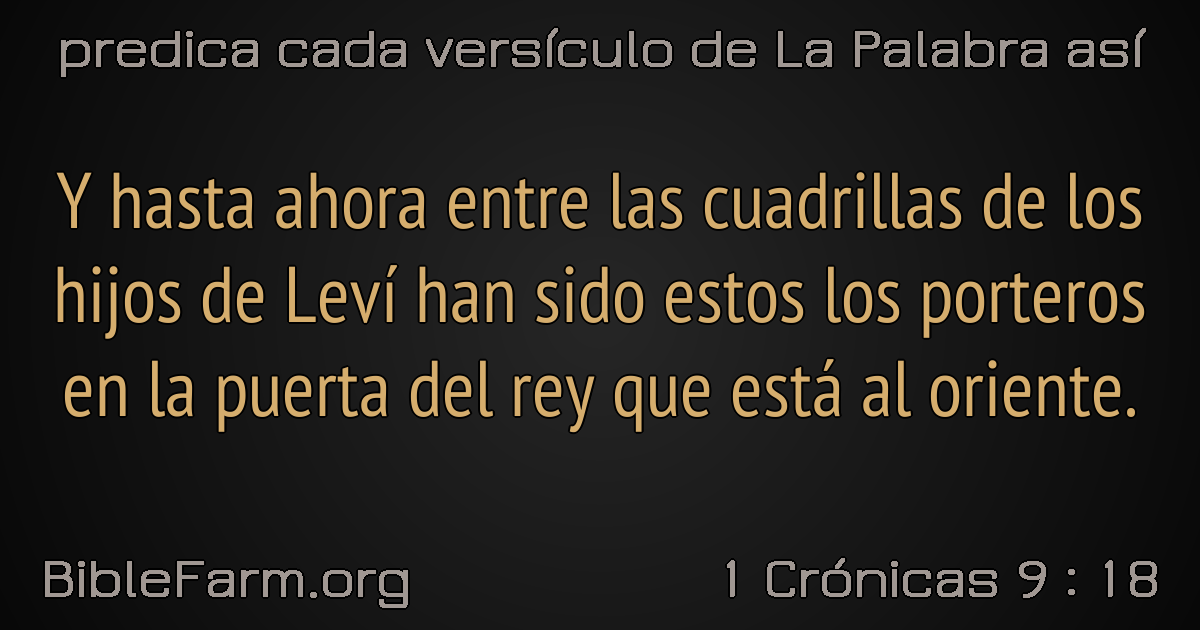 predica cada versículo de La Palabra así
Y hasta ahora entre las cuadrillas de los
hijos de Leví han sido estos los porteros
en la puerta del rey que está al oriente.
BibleFarm.org
1 Crónicas 9 : 18